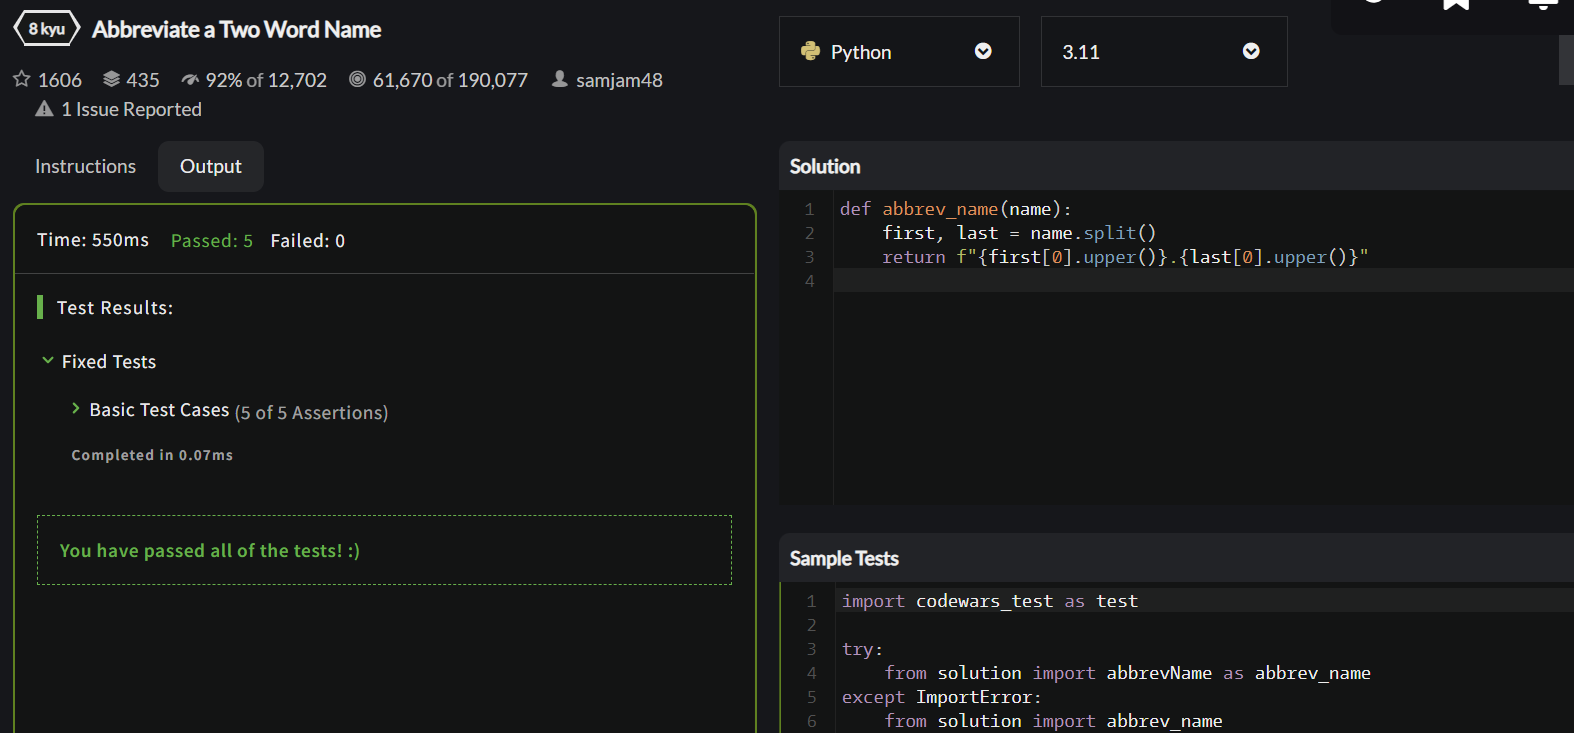 8 kyu Abbreviate a Two Word Name
1606 435 92% of 12,702 61,670 of 190,077 samjam48
1 Issue Reported
Instructions Output
Time: 550ms Passed: 5 Failed: 0
Test Results:
Fixed Tests
Basic Test Cases (5 of 5 Assertions)
Completed in 0.07ms
You have passed all of the tests! :)
Python 3.11
Solution
1 def abbrev_name(name):
2     first, last = name.split()
3     return f"{first[0].upper()}.{last[0].upper()}"
4
Sample Tests
1 import codewars_test as test
2
3 try:
4     from solution import abbrevName as abbrev_name
5 except ImportError:
6     from solution import abbrev_name